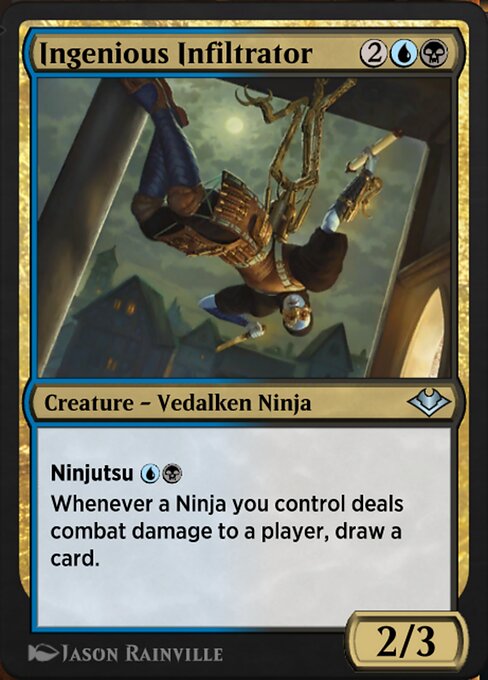 Ingenious Infiltrator 2
Creature – Vedalken Ninja
Ninjutsu
Whenever a Ninja you control deals
combat damage to a player, draw a
card.
2/3
Jason Rainville